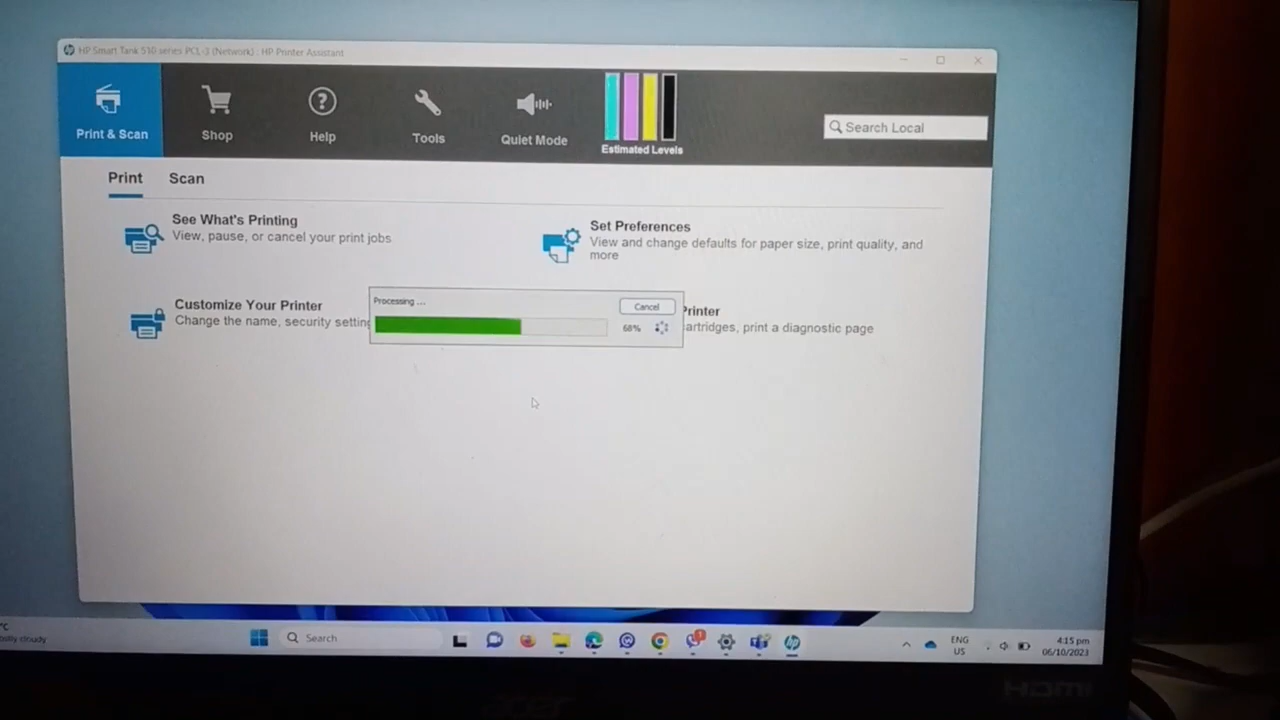 HP Smart Tank 510 series PCL-3 (Network) : HP Printer Assistant
Print & Scan
Shop
?
Help
Tools
Quiet Mode
Estimated Levels
Search Local
Print
Scan
See What's Printing
View, pause, or cancel your print jobs
Set Preferences
View and change defaults for paper size, print quality, and
more
Customize Your Printer
Change the name, security settin
Processing ...
Cancel
68%
Printer
artridges, print a diagnostic page
°C
cloudy
Search
ENG
US
4:15 pm
06/10/2023
acer
HDMI